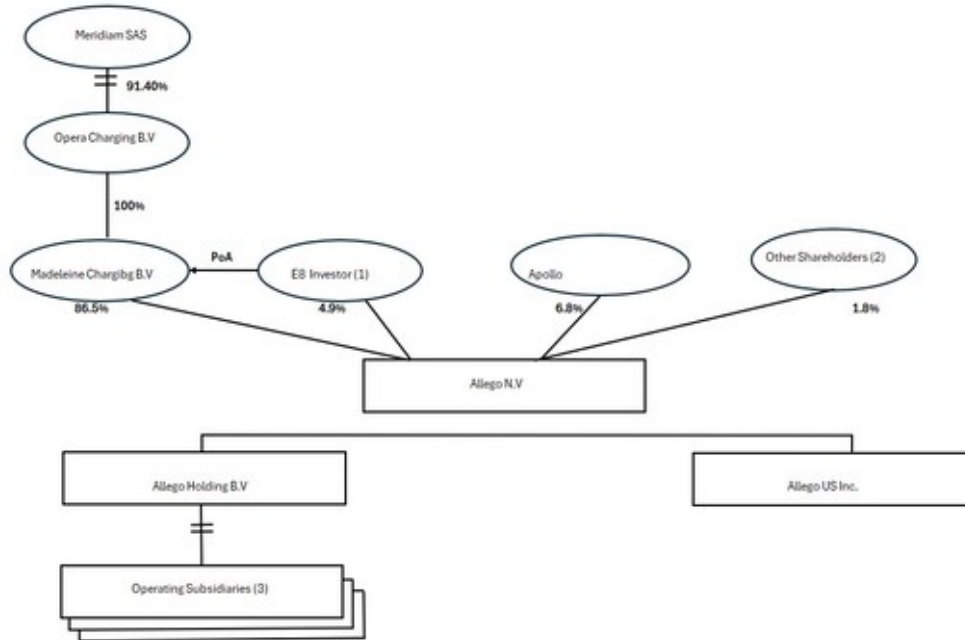 Meridiam SAS
91.40%
Opera Charging B.V
100%
Madeleine Chargibg B.V
PoA
E8 Investor (1)
Apollo
Other Shareholders (2)
86.5%
4.9%
6.8%
1.8%
Allego N.V
Allego Holding B.V
Allego US Inc.
Operating Subsidiaries (3)